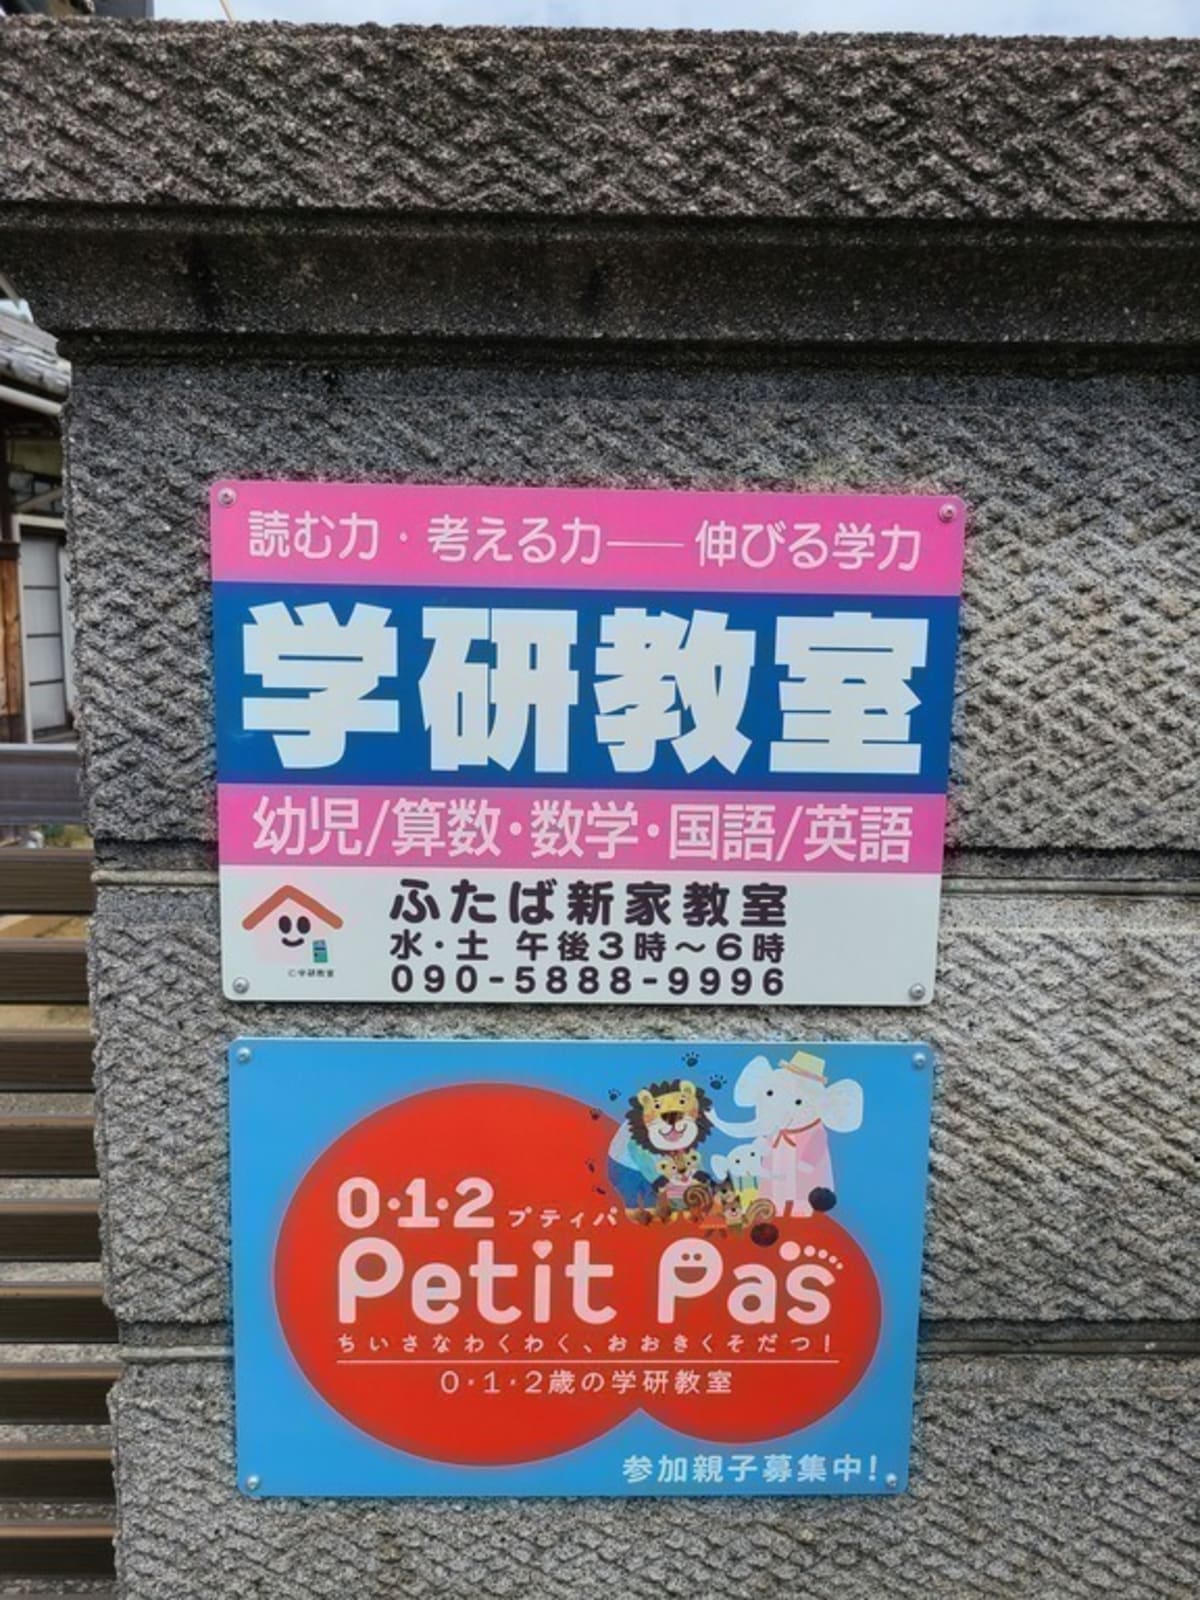 読む力・考える力——伸びる学力
学研教室
幼児/算数・数学・国語/英語
ふたば新家教室
水・土 午後3時～6時
090-5888-9996
©学研教室
0・1・2 プティパ
Petit Pas
ちいさなわくわく、おおきくそだつ!
0・1・2歳の学研教室
参加親子募集中!